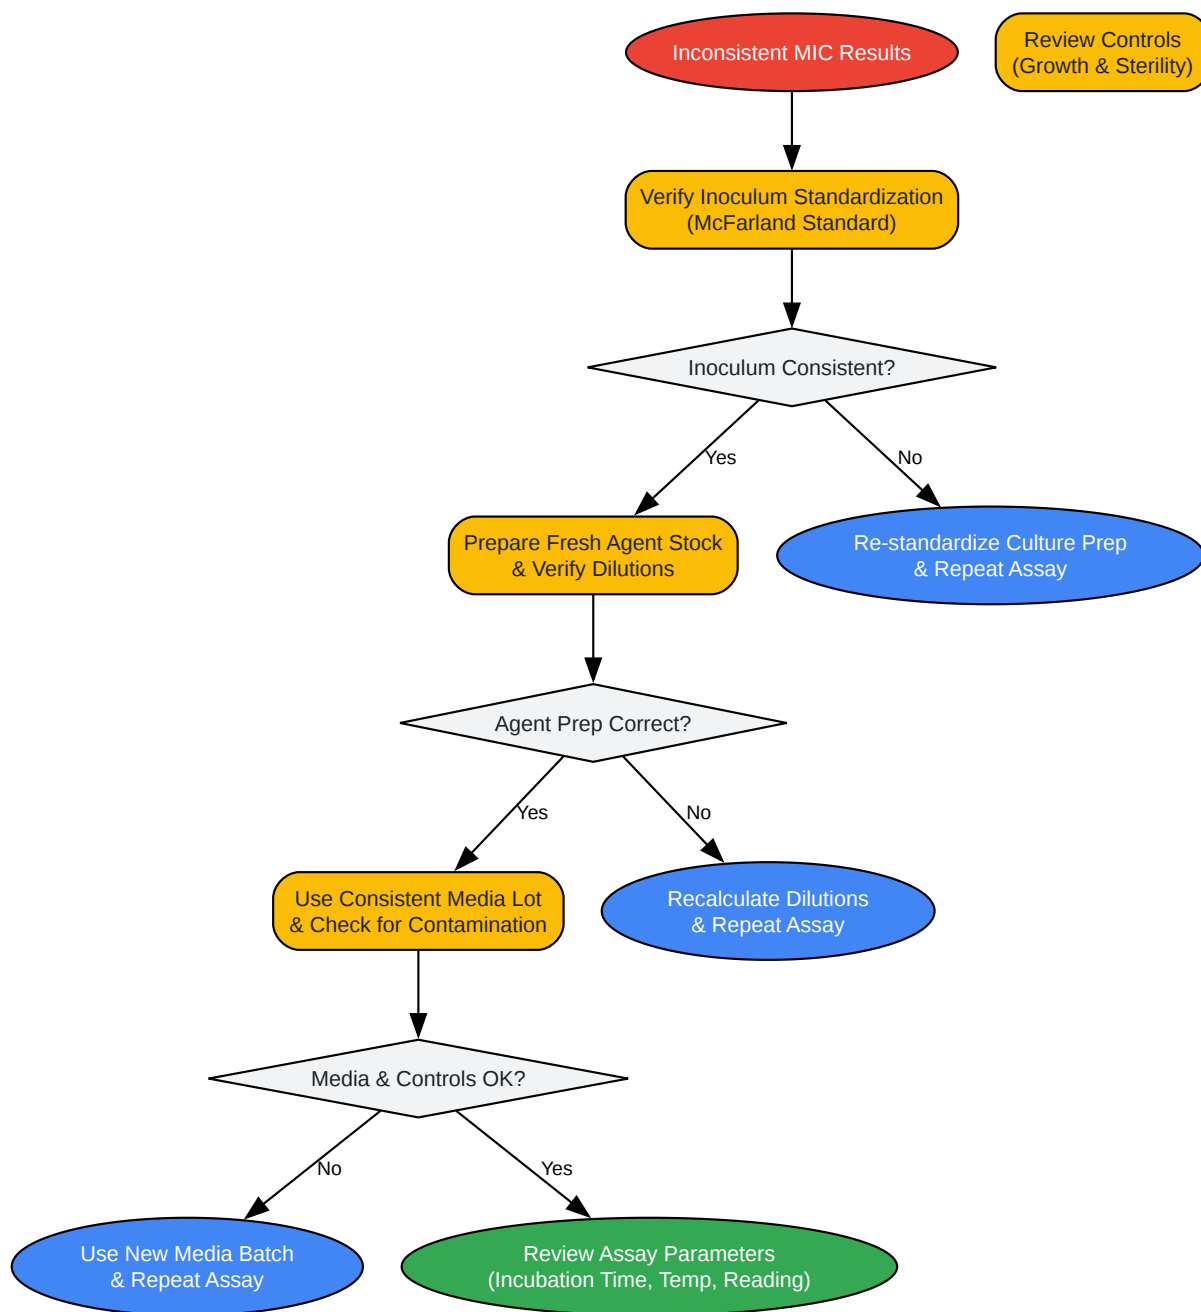 Inconsistent MIC Results
Review Controls
(Growth & Sterility)
Verify Inoculum Standardization
(McFarland Standard)
Inoculum Consistent?
Yes
No
Prepare Fresh Agent Stock
& Verify Dilutions
Re-standardize Culture Prep
& Repeat Assay
Agent Prep Correct?
Yes
No
Use Consistent Media Lot
& Check for Contamination
Recalculate Dilutions
& Repeat Assay
Media & Controls OK?
No
Yes
Use New Media Batch
& Repeat Assay
Review Assay Parameters
(Incubation Time, Temp, Reading)